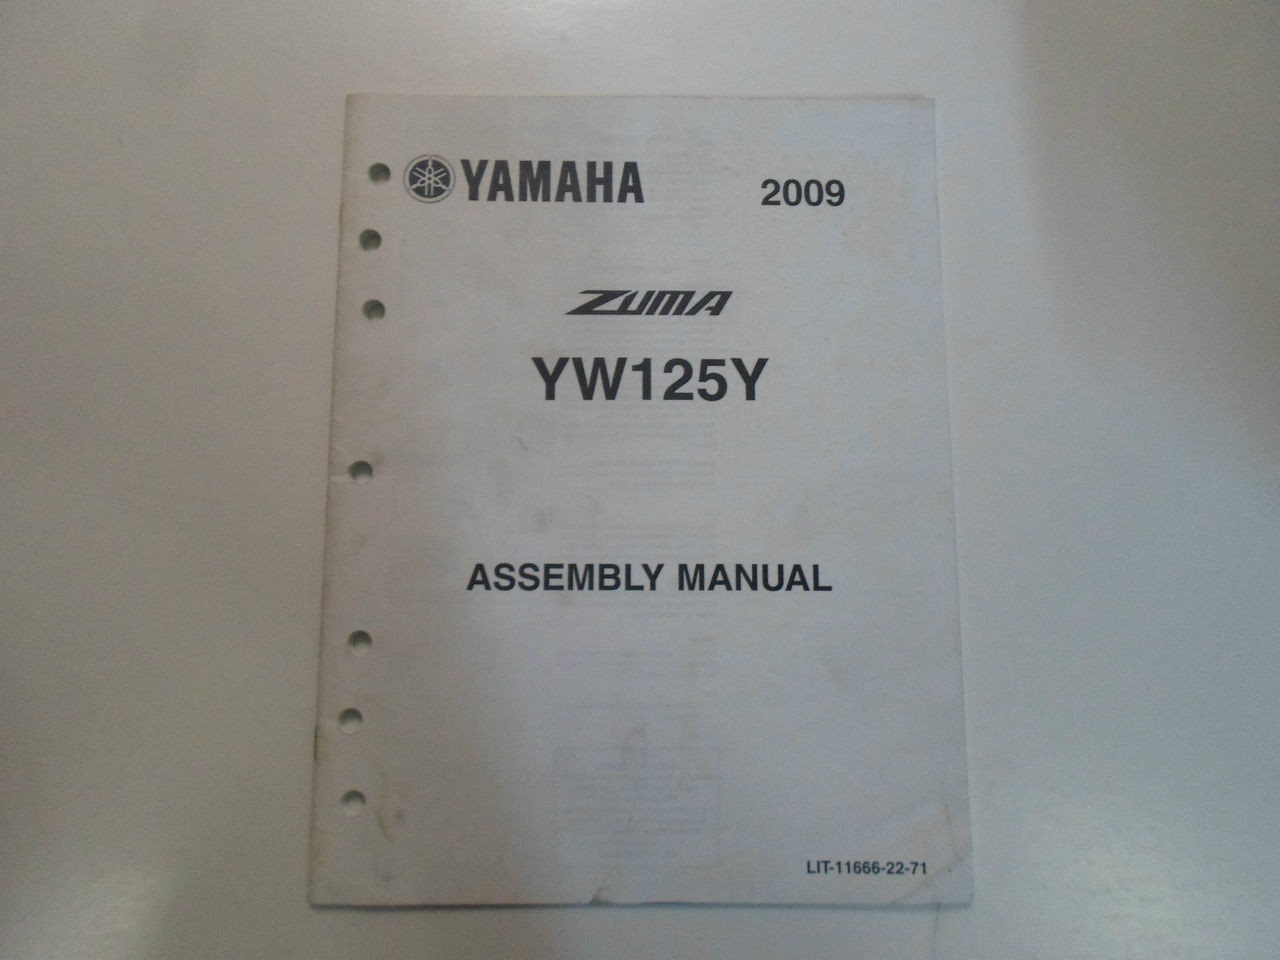 YAMAHA 2009
ZUMA
YW125Y
ASSEMBLY MANUAL
LIT-11666-22-71